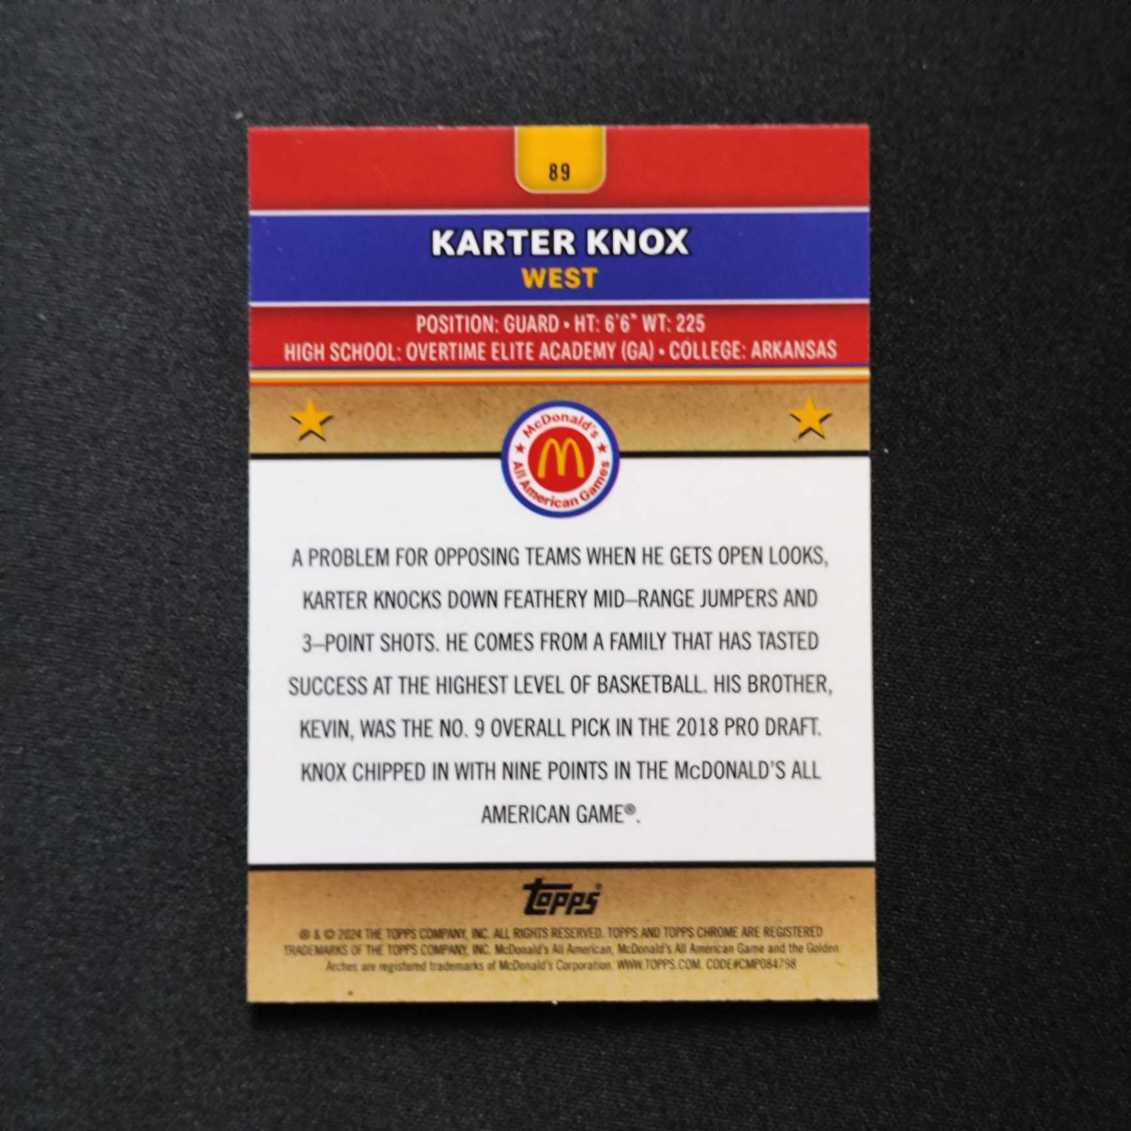 89
KARTER KNOX
WEST
POSITION: GUARD • HT: 6'6" WT: 225
HIGH SCHOOL: OVERTIME ELITE ACADEMY (GA) • COLLEGE: ARKANSAS
McDonald's
All American Games
A PROBLEM FOR OPPOSING TEAMS WHEN HE GETS OPEN LOOKS,
KARTER KNOCKS DOWN FEATHERY MID–RANGE JUMPERS AND
3–POINT SHOTS. HE COMES FROM A FAMILY THAT HAS TASTED
SUCCESS AT THE HIGHEST LEVEL OF BASKETBALL. HIS BROTHER,
KEVIN, WAS THE NO. 9 OVERALL PICK IN THE 2018 PRO DRAFT.
KNOX CHIPPED IN WITH NINE POINTS IN THE McDONALD'S ALL
AMERICAN GAME®.
topps®
® & © 2024 THE TOPPS COMPANY, INC. ALL RIGHTS RESERVED. TOPPS AND TOPPS CHROME ARE REGISTERED
TRADEMARKS OF THE TOPPS COMPANY, INC. McDonald's All American, McDonald's All American Game and the Golden
Arches are registered trademarks of McDonald's Corporation. WWW.TOPPS.COM. CODE#CMP084798